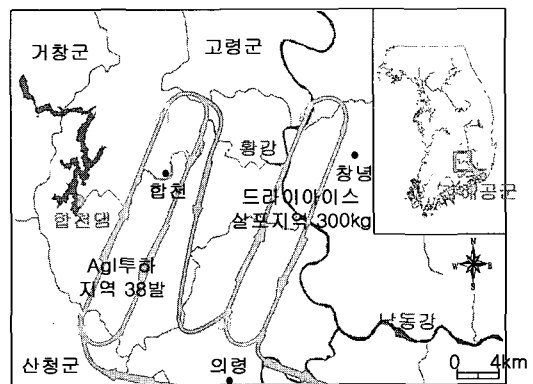 거창군
고령군
황강
창녕
합천
드라이아이스
살포지역 300kg
합천댐
AgI투하
지역 38발
낙동강
산청군
의령
N
W
S
0 4km